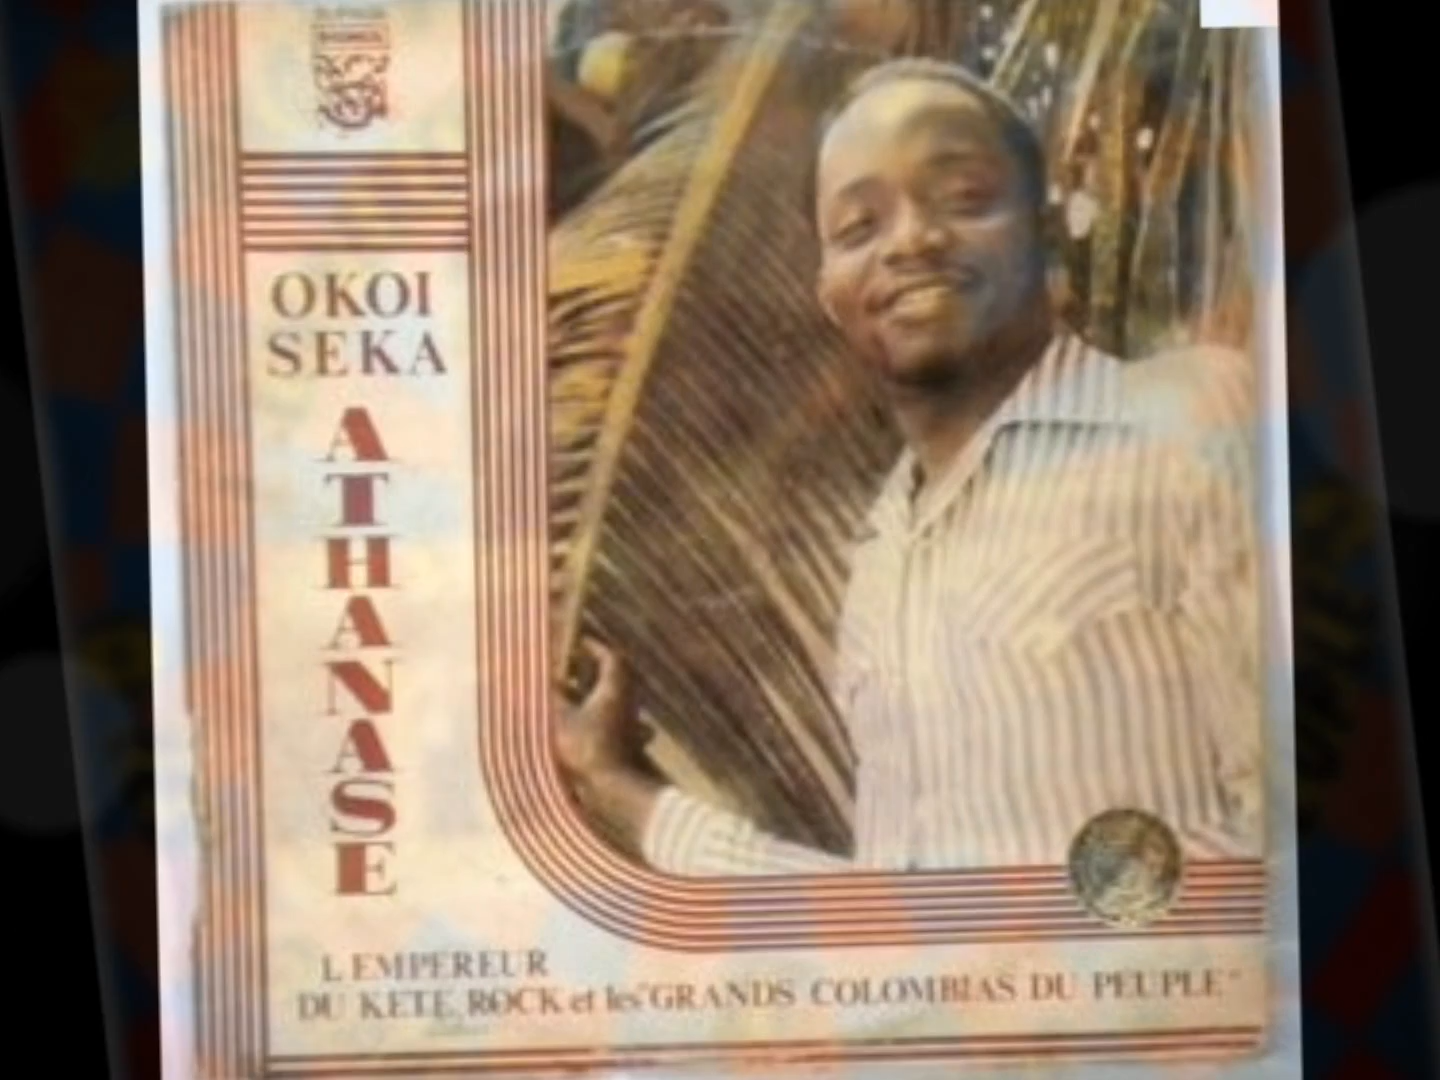 OKOI
SEKA
ATHANASE
L EMPEREUR
DU KETE ROCK et les "GRANDS COLOMBIAS DU PEUPLE"